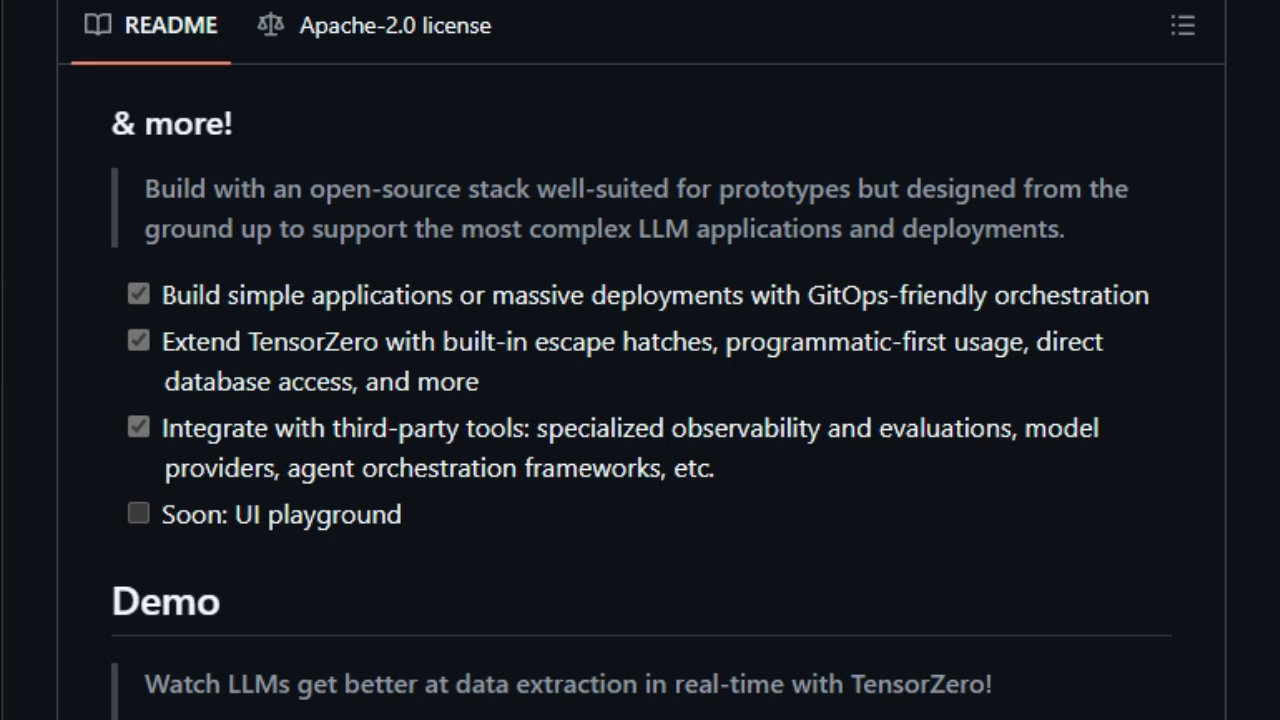 README
Apache-2.0 license
& more!
Build with an open-source stack well-suited for prototypes but designed from the
ground up to support the most complex LLM applications and deployments.
Build simple applications or massive deployments with GitOps-friendly orchestration
Extend TensorZero with built-in escape hatches, programmatic-first usage, direct
database access, and more
Integrate with third-party tools: specialized observability and evaluations, model
providers, agent orchestration frameworks, etc.
Soon: UI playground
Demo
Watch LLMs get better at data extraction in real-time with TensorZero!